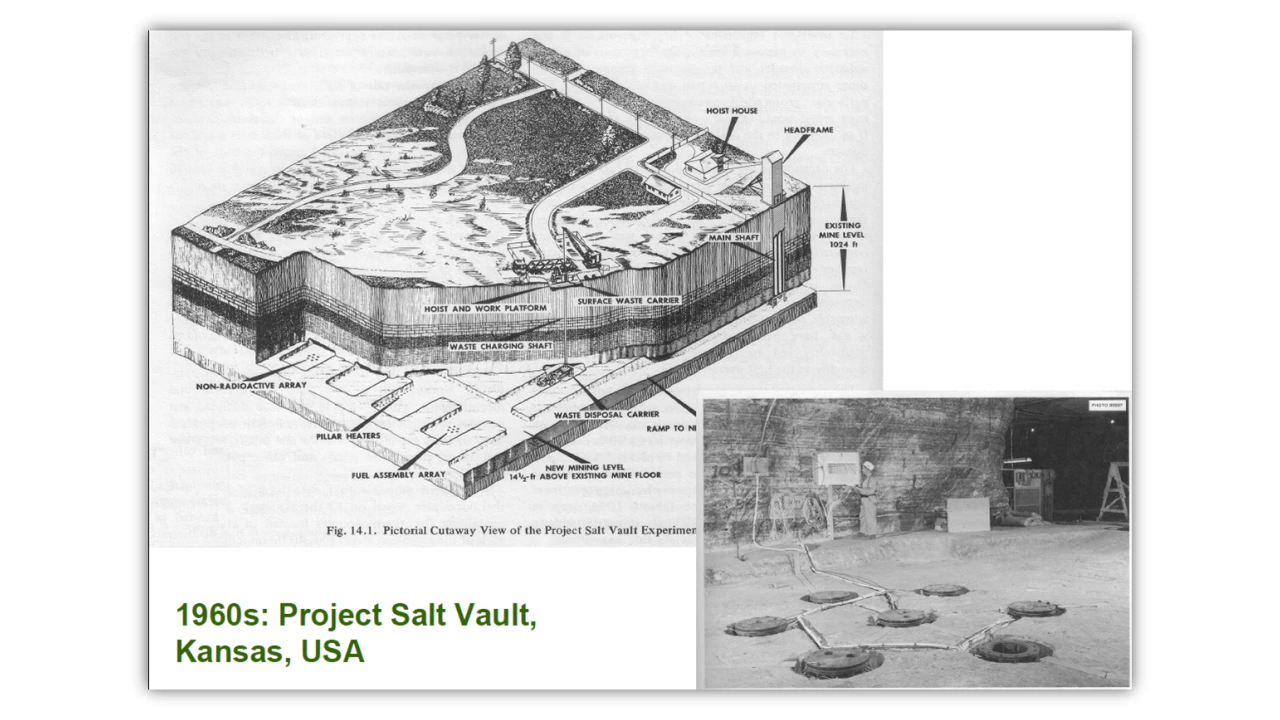 HOIST HOUSE
HEADFRAME
EXISTING
MINE LEVEL
1024 ft
MAIN SHAFT
HOIST AND WORK PLATFORM
SURFACE WASTE CARRIER
WASTE CHARGING SHAFT
NON-RADIOACTIVE ARRAY
WASTE DISPOSAL CARRIER
PILLAR HEATERS
RAMP TO
FUEL ASSEMBLY ARRAY
NEW MINING LEVEL
14½-ft ABOVE EXISTING MINE FLOOR
Fig. 14.1. Pictorial Cutaway View of the Project Salt Vault Experimen
1960s: Project Salt Vault,
Kansas, USA